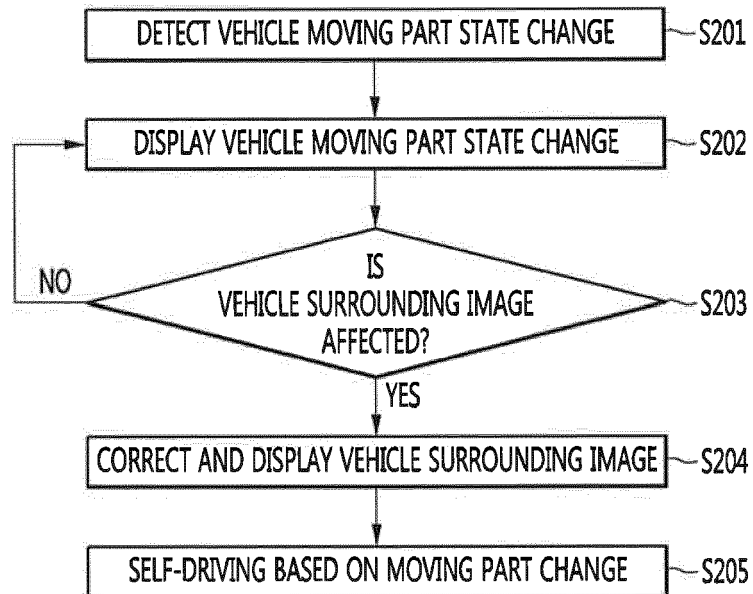 DETECT VEHICLE MOVING PART STATE CHANGE S201
DISPLAY VEHICLE MOVING PART STATE CHANGE S202
IS
VEHICLE SURROUNDING IMAGE
AFFECTED?
S203
NO
YES
CORRECT AND DISPLAY VEHICLE SURROUNDING IMAGE S204
SELF-DRIVING BASED ON MOVING PART CHANGE S205